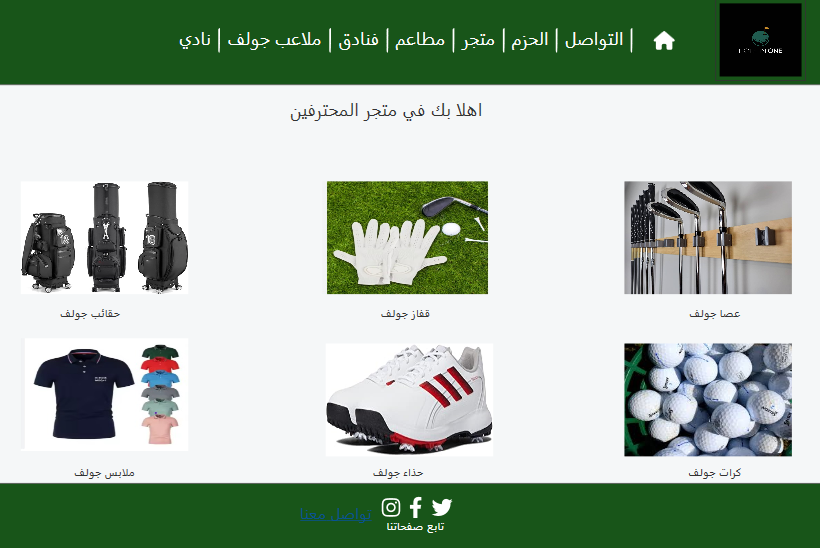 التواصل | الحزم | متجر | مطاعم | فنادق | ملاعب جولف | نادي
اهلا بك في متجر المحترفين
عصا جولف
قفاز جولف
حقائب جولف
كرات جولف
حذاء جولف
ملابس جولف
تواصل معنا
تابع صفحاتنا